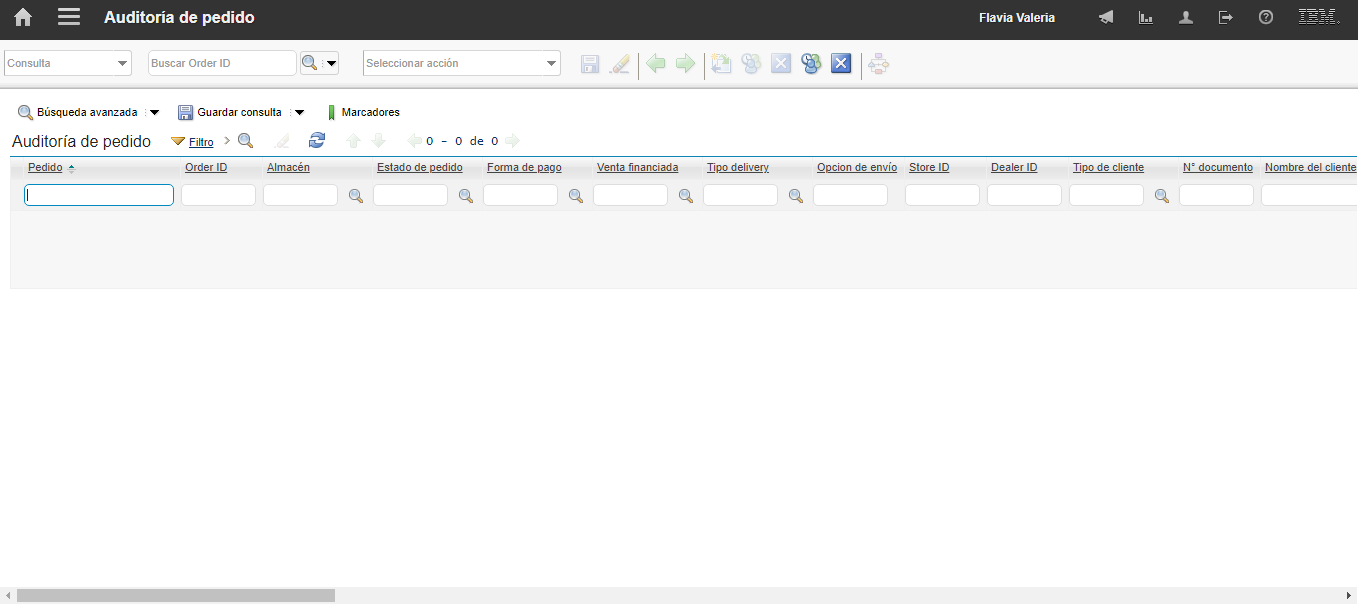 Auditoría de pedido Flavia Valeria IBM.
Consulta Buscar Order ID Seleccionar acción
Búsqueda avanzada Guardar consulta Marcadores
Auditoría de pedido Filtro 0 - 0 de 0
Pedido Order ID Almacén Estado de pedido Forma de pago Venta financiada Tipo delivery Opcion de envío Store ID Dealer ID Tipo de cliente N° documento Nombre del cliente